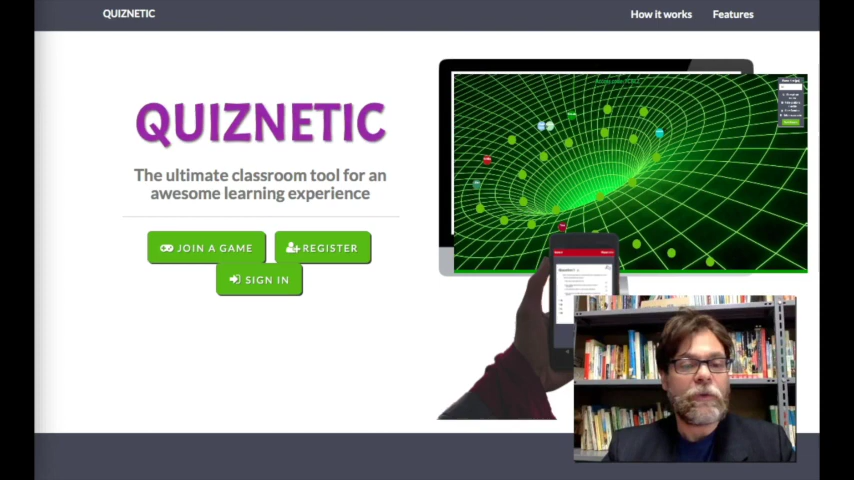 QUIZNETIC
How it works
Features
QUIZNETIC
The ultimate classroom tool for an
awesome learning experience
JOIN A GAME
REGISTER
SIGN IN